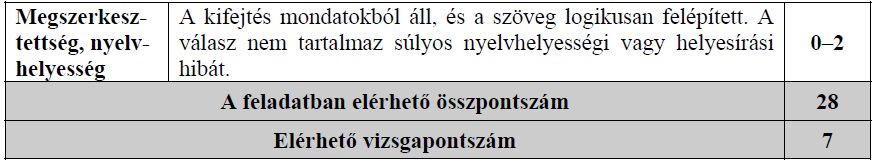 Megszerkesz-
tettség, nyelv-
helyesség
A kifejtés mondatokból áll, és a szöveg logikusan felépített. A
válasz nem tartalmaz súlyos nyelvhelyességi vagy helyesírási
hibát.
0–2
A feladatban elérhető összpontszám 28
Elérhető vizsgapontszám 7